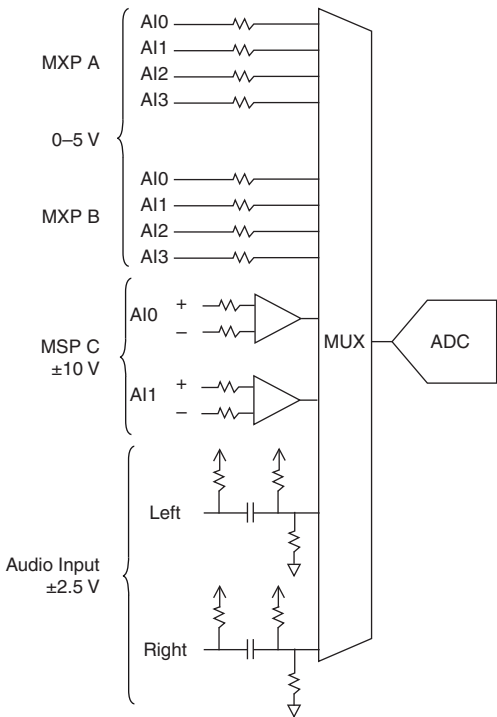 MXP A
0–5 V
MXP B
AI0
AI1
AI2
AI3
AI0
AI1
AI2
AI3
MSP C
±10 V
AI0
+
−
AI1
+
−
Audio Input
±2.5 V
Left
Right
MUX
ADC